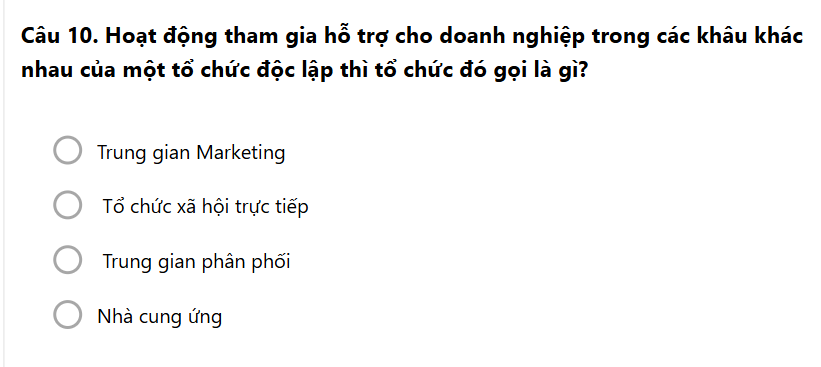 Câu 10. Hoạt động tham gia hỗ trợ cho doanh nghiệp trong các khâu khác
nhau của một tổ chức độc lập thì tổ chức đó gọi là gì?
Trung gian Marketing
Tổ chức xã hội trực tiếp
Trung gian phân phối
Nhà cung ứng